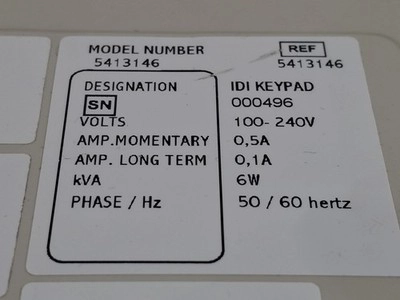 MODEL NUMBER REF
5413146 5413146
DESIGNATION IDI KEYPAD
SN 000496
VOLTS 100-240V
AMP.MOMENTARY 0,5A
AMP. LONG TERM 0,1A
kVA 6W
PHASE / Hz 50 / 60 hertz